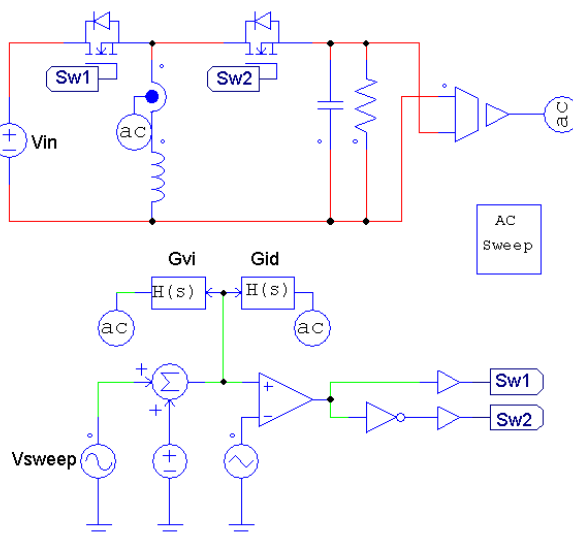 Sw1
Sw2
ac
Vin
ac
AC
Sweep
Gvi
Gid
H(s)
H(s)
ac
ac
Σ
Sw1
Sw2
Vsweep